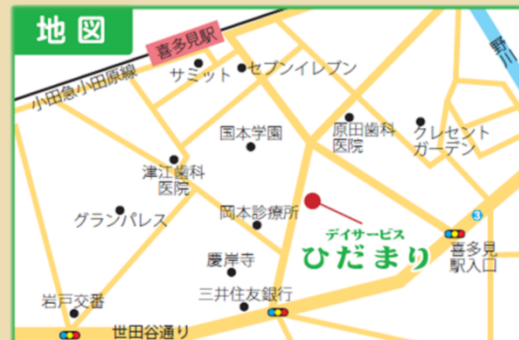 地図
喜多見駅
野川
小田急小田原線
サミット
セブンイレブン
国本学園
原田歯科
医院
クレセント
ガーデン
津江歯科
医院
グランパレス
岡本診療所
デイサービス
ひだまり
3
喜多見
駅入口
慶岸寺
三井住友銀行
岩戸交番
世田谷通り